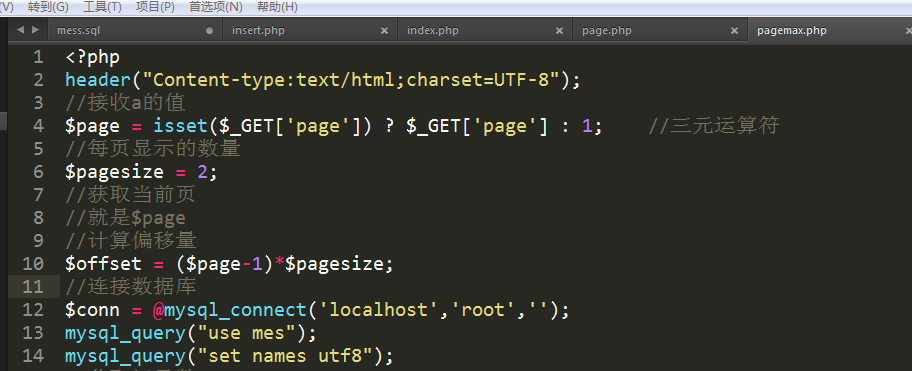 (V) 转到(G) 工具(T) 项目(P) 首选项(N) 帮助(H)
mess.sql insert.php index.php page.php pagemax.php
1 <?php
2 header("Content-type:text/html;charset=UTF-8");
3 //接收a的值
4 $page = isset($_GET['page']) ? $_GET['page'] : 1; //三元运算符
5 //每页显示的数量
6 $pagesize = 2;
7 //获取当前页
8 //就是$page
9 //计算偏移量
10 $offset = ($page-1)*$pagesize;
11 //连接数据库
12 $conn = @mysql_connect('localhost','root','');
13 mysql_query("use mes");
14 mysql_query("set names utf8");